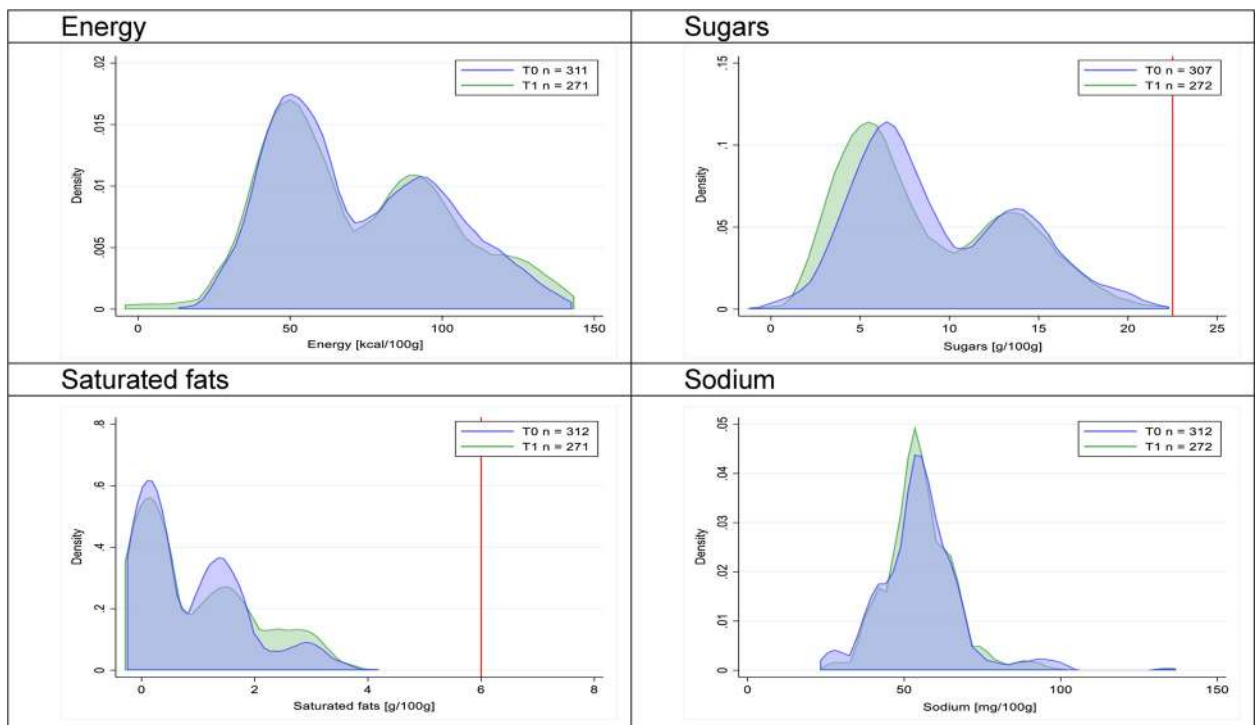 Energy
.02
.015
.01
.005
0
Density
T0 n = 311
T1 n = 271
0 50 100 150
Energy [kcal/100g]
Sugars
.15
.1
.05
0
Density
T0 n = 307
T1 n = 272
0 5 10 15 20 25
Sugars [g/100g]
Saturated fats
.8
.6
.4
.2
0
Density
T0 n = 312
T1 n = 271
0 2 4 6 8
Saturated fats [g/100g]
Sodium
.05
.04
.03
.02
.01
0
Density
T0 n = 312
T1 n = 272
0 50 100 150
Sodium [mg/100g]